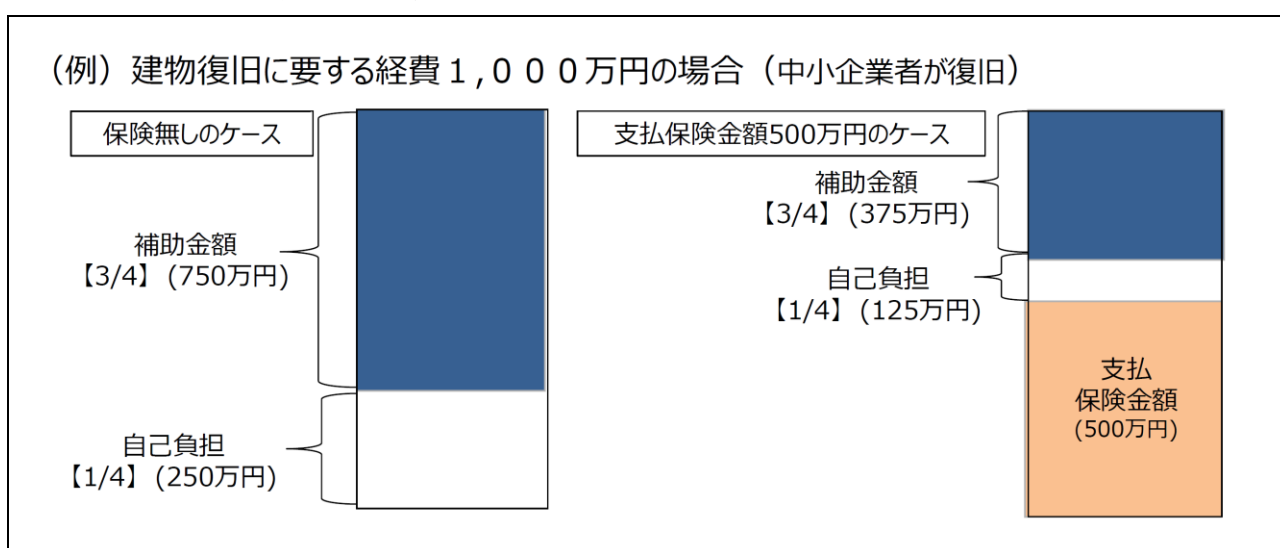 （例）建物復旧に要する経費１,０００万円の場合（中小企業者が復旧）
保険無しのケース
補助金額
【3/4】(750万円)
自己負担
【1/4】(250万円)
支払保険金額500万円のケース
補助金額
【3/4】(375万円)
自己負担
【1/4】(125万円)
支払
保険金額
(500万円)